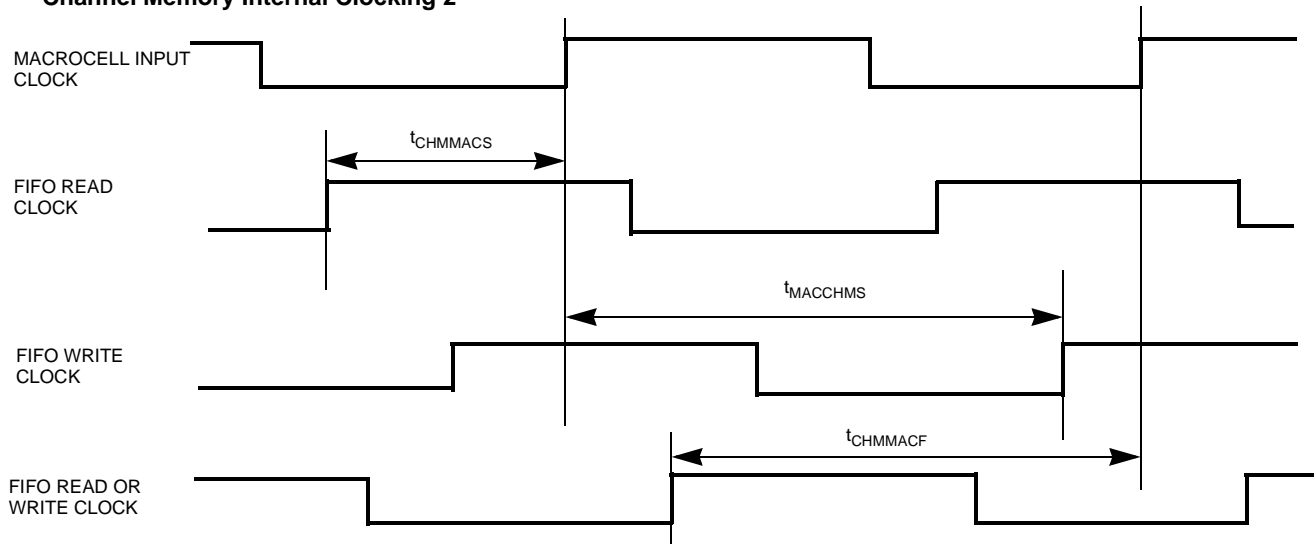 Channel Memory Internal Clocking 2
MACROCELL INPUT
CLOCK
tCHMMACS
FIFO READ
CLOCK
tMACCHMS
FIFO WRITE
CLOCK
tCHMMACF
FIFO READ OR
WRITE CLOCK